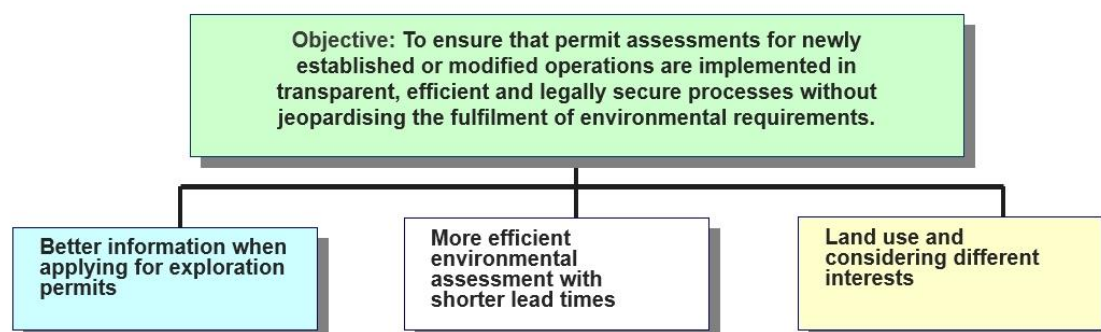 Objective: To ensure that permit assessments for newly
established or modified operations are implemented in
transparent, efficient and legally secure processes without
jeopardising the fulfilment of environmental requirements.
Better information when
applying for exploration
permits
More efficient
environmental
assessment with
shorter lead times
Land use and
considering different
interests